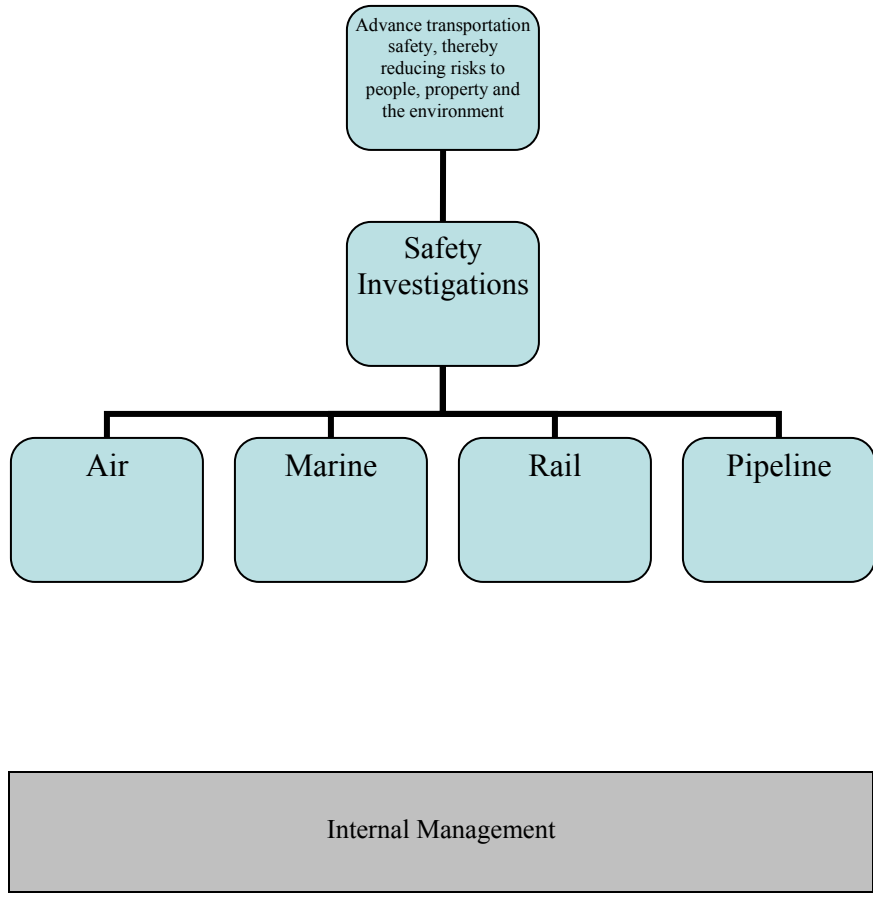 Advance transportation
safety, thereby
reducing risks to
people, property and
the environment
Safety
Investigations
Air
Marine
Rail
Pipeline
Internal Management